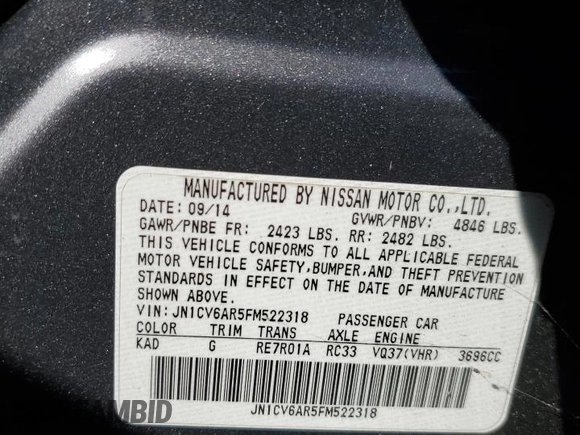 MANUFACTURED BY NISSAN MOTOR CO.,LTD.
DATE: 09/14 GVWR/PNBV: 4846 LBS.
GAWR/PNBE FR: 2423 LBS. RR: 2482 LBS.
THIS VEHICLE CONFORMS TO ALL APPLICABLE FEDERAL
MOTOR VEHICLE SAFETY,BUMPER,AND THEFT PREVENTION
STANDARDS IN EFFECT ON THE DATE OF MANUFACTURE
SHOWN ABOVE.
VIN: JN1CV6AR5FM522318 PASSENGER CAR
COLOR TRIM TRANS AXLE ENGINE
KAD G RE7R01A RC33 VQ37(VHR) 3696CC
JN1CV6AR5FM522318